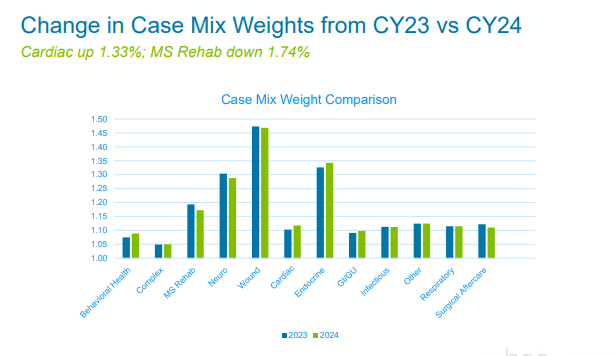 Change in Case Mix Weights from CY23 vs CY24
Cardiac up 1.33%; MS Rehab down 1.74%
Case Mix Weight Comparison
1.50
1.45
1.40
1.35
1.30
1.25
1.20
1.15
1.10
1.05
1.00
Behavioral Health
Complex
MS Rehab
Neuro
Wound
Cardiac
Endocrine
GI/GU
Infectious
Other
Respiratory
Surgical Aftercare
2023 2024